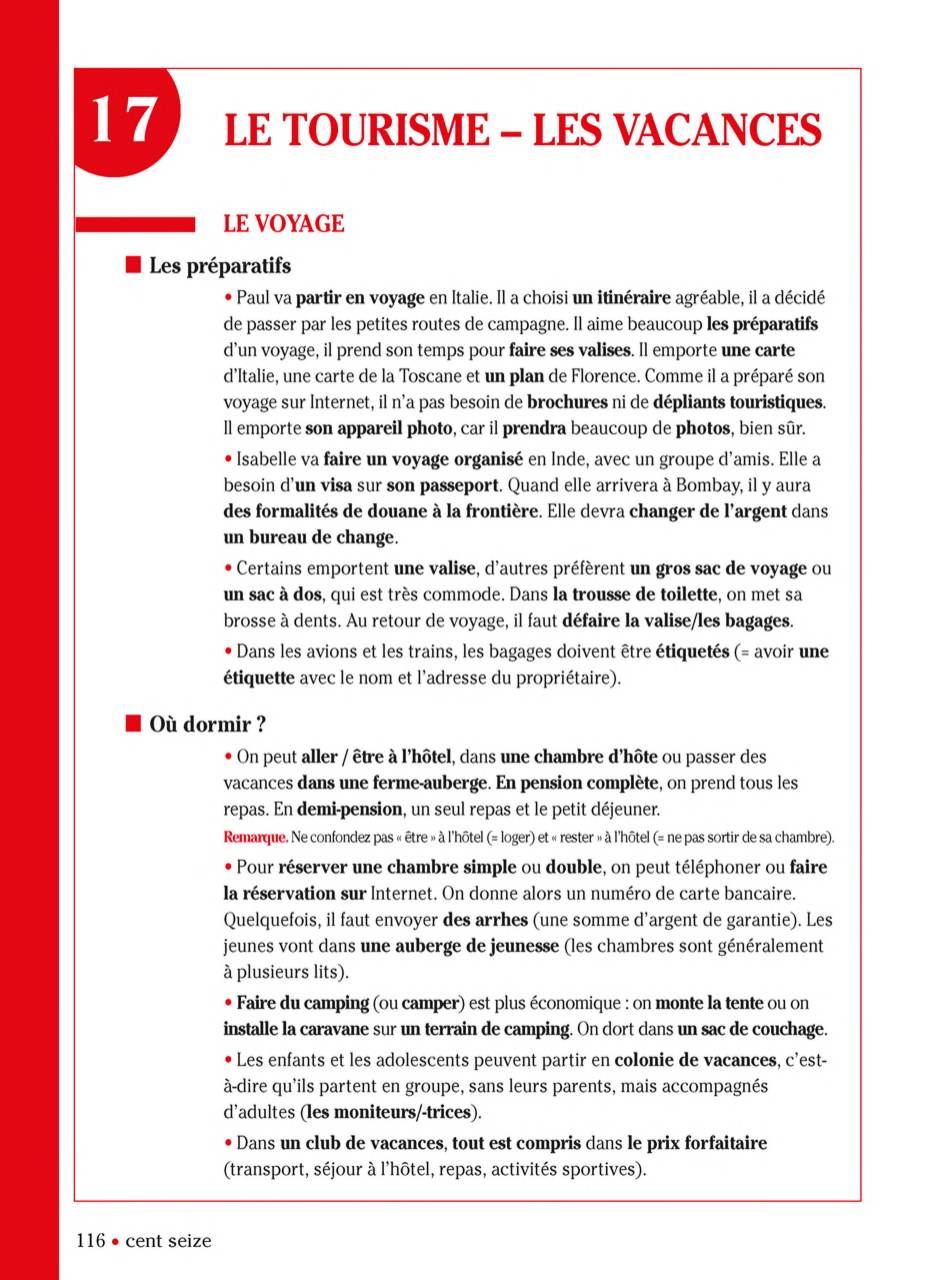 17
LE TOURISME – LES VACANCES
LE VOYAGE
Les préparatifs
• Paul va partir en voyage en Italie. Il a choisi un itinéraire agréable, il a décidé
de passer par les petites routes de campagne. Il aime beaucoup les préparatifs
d'un voyage, il prend son temps pour faire ses valises. Il emporte une carte
d'Italie, une carte de la Toscane et un plan de Florence. Comme il a préparé son
voyage sur Internet, il n'a pas besoin de brochures ni de dépliants touristiques.
Il emporte son appareil photo, car il prendra beaucoup de photos, bien sûr.
• Isabelle va faire un voyage organisé en Inde, avec un groupe d'amis. Elle a
besoin d'un visa sur son passeport. Quand elle arrivera à Bombay, il y aura
des formalités de douane à la frontière. Elle devra changer de l'argent dans
un bureau de change.
• Certains emportent une valise, d'autres préfèrent un gros sac de voyage ou
un sac à dos, qui est très commode. Dans la trousse de toilette, on met sa
brosse à dents. Au retour de voyage, il faut défaire la valise/les bagages.
• Dans les avions et les trains, les bagages doivent être étiquetés (= avoir une
étiquette avec le nom et l'adresse du propriétaire).
Où dormir ?
• On peut aller / être à l'hôtel, dans une chambre d'hôte ou passer des
vacances dans une ferme-auberge. En pension complète, on prend tous les
repas. En demi-pension, un seul repas et le petit déjeuner.
Remarque. Ne confondez pas « être » à l'hôtel (= loger) et « rester » à l'hôtel (= ne pas sortir de sa chambre).
• Pour réserver une chambre simple ou double, on peut téléphoner ou faire
la réservation sur Internet. On donne alors un numéro de carte bancaire.
Quelquefois, il faut envoyer des arrhes (une somme d'argent de garantie). Les
jeunes vont dans une auberge de jeunesse (les chambres sont généralement
à plusieurs lits).
• Faire du camping (ou camper) est plus économique : on monte la tente ou on
installe la caravane sur un terrain de camping. On dort dans un sac de couchage.
• Les enfants et les adolescents peuvent partir en colonie de vacances, c'est-
à-dire qu'ils partent en groupe, sans leurs parents, mais accompagnés
d'adultes (les moniteurs/-trices).
• Dans un club de vacances, tout est compris dans le prix forfaitaire
(transport, séjour à l'hôtel, repas, activités sportives).
116 • cent seize